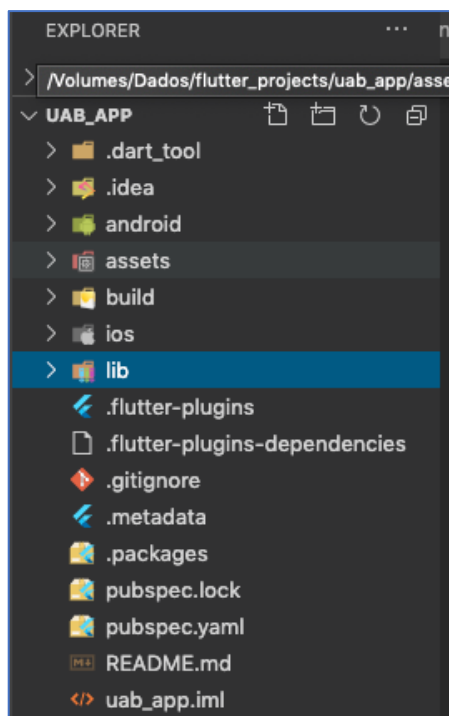 EXPLORER
/Volumes/Dados/flutter_projects/uab_app/asse
UAB_APP
.dart_tool
.idea
android
assets
build
ios
lib
.flutter-plugins
.flutter-plugins-dependencies
.gitignore
.metadata
.packages
pubspec.lock
pubspec.yaml
README.md
uab_app.iml